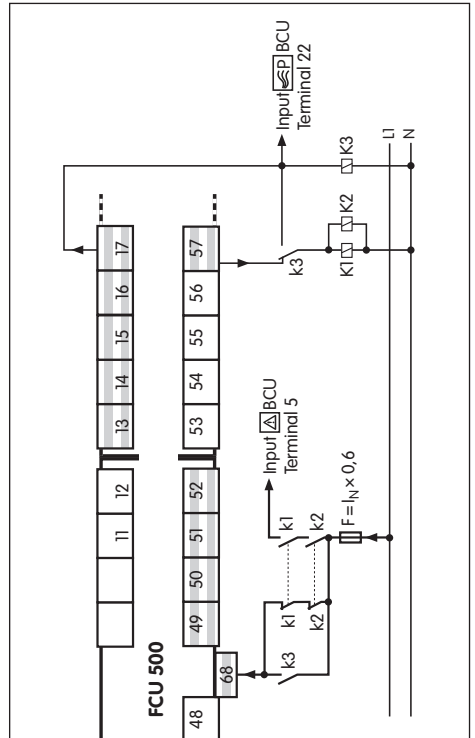 11 12 13 14 15 16 17
FCU 500
48 49 50 51 52 53 54 55 56 57
68
Input P BCU
Terminal 22
Input BCU
Terminal 5
k3
k1
k2
k1
k2
k3
K1
K2
K3
F = IN × 0,6
L1
N